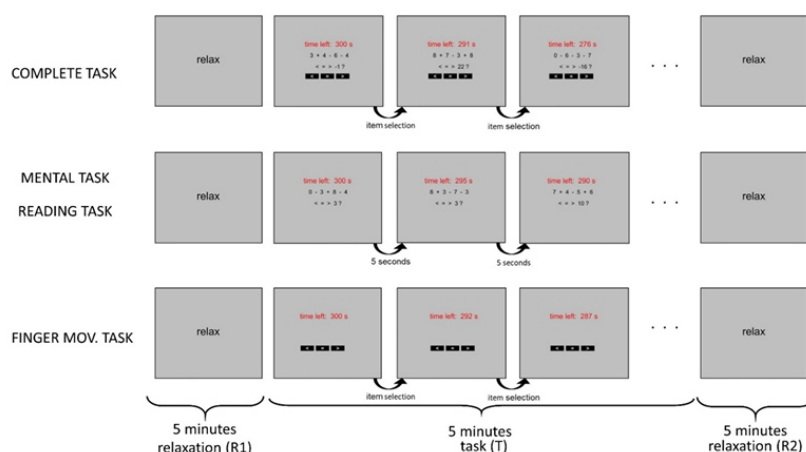 COMPLETE TASK
relax
time left: 300 s
3 + 4 - 6 - 4
< = > -1 ?
< = >
item selection
time left: 291 s
8 + 7 - 3 + 8
< = > 22 ?
< = >
item selection
time left: 276 s
0 - 6 - 3 - 7
< = > -16 ?
< = >
. . .
relax
MENTAL TASK
READING TASK
relax
time left: 300 s
0 - 3 + 8 - 4
< = > 3 ?
5 seconds
time left: 295 s
8 + 3 - 7 - 3
< = > 3 ?
5 seconds
time left: 290 s
7 + 4 - 5 + 8
< = > 10 ?
. . .
relax
FINGER MOV. TASK
relax
time left: 300 s
< = >
item selection
time left: 292 s
< = >
item selection
time left: 287 s
< = >
. . .
relax
5 minutes
relaxation (R1)
5 minutes
task (T)
5 minutes
relaxation (R2)